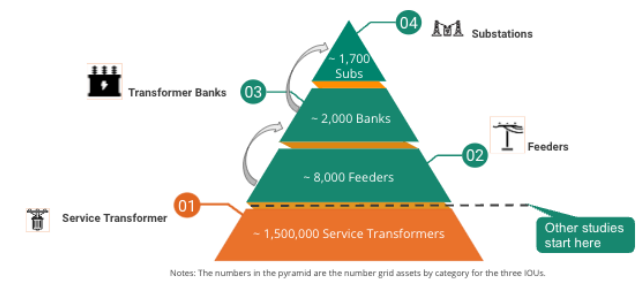 04
Substations
~ 1,700
Subs
Transformer Banks
03
~ 2,000 Banks
02
Feeders
~ 8,000 Feeders
01
Service Transformer
~ 1,500,000 Service Transformers
Other studies
start here
Notes: The numbers in the pyramid are the number grid assets by category for the three IOUs.